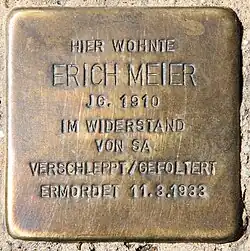 HIER WOHNTE
ERICH MEIER
JG. 1910
IM WIDERSTAND
VON SA
VERSCHLEPPT/GEFOLTERT
ERMORDET 11.3.1933